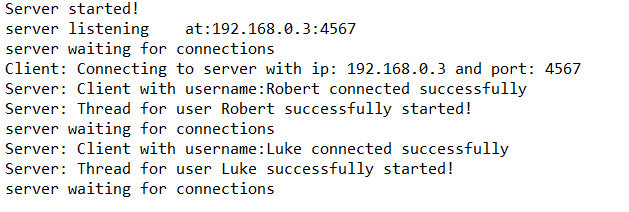 Server started!
server listening    at:192.168.0.3:4567
server waiting for connections
Client: Connecting to server with ip: 192.168.0.3 and port: 4567
Server: Client with username:Robert connected successfully
Server: Thread for user Robert successfully started!
server waiting for connections
Server: Client with username:Luke connected successfully
Server: Thread for user Luke successfully started!
server waiting for connections